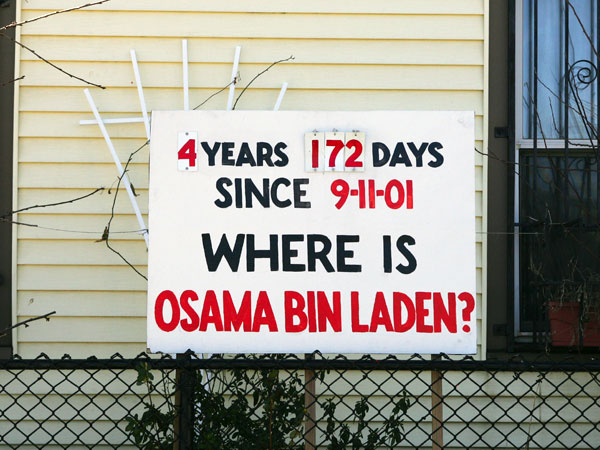 4 YEARS 172 DAYS
SINCE 9-11-01
WHERE IS
OSAMA BIN LADEN?